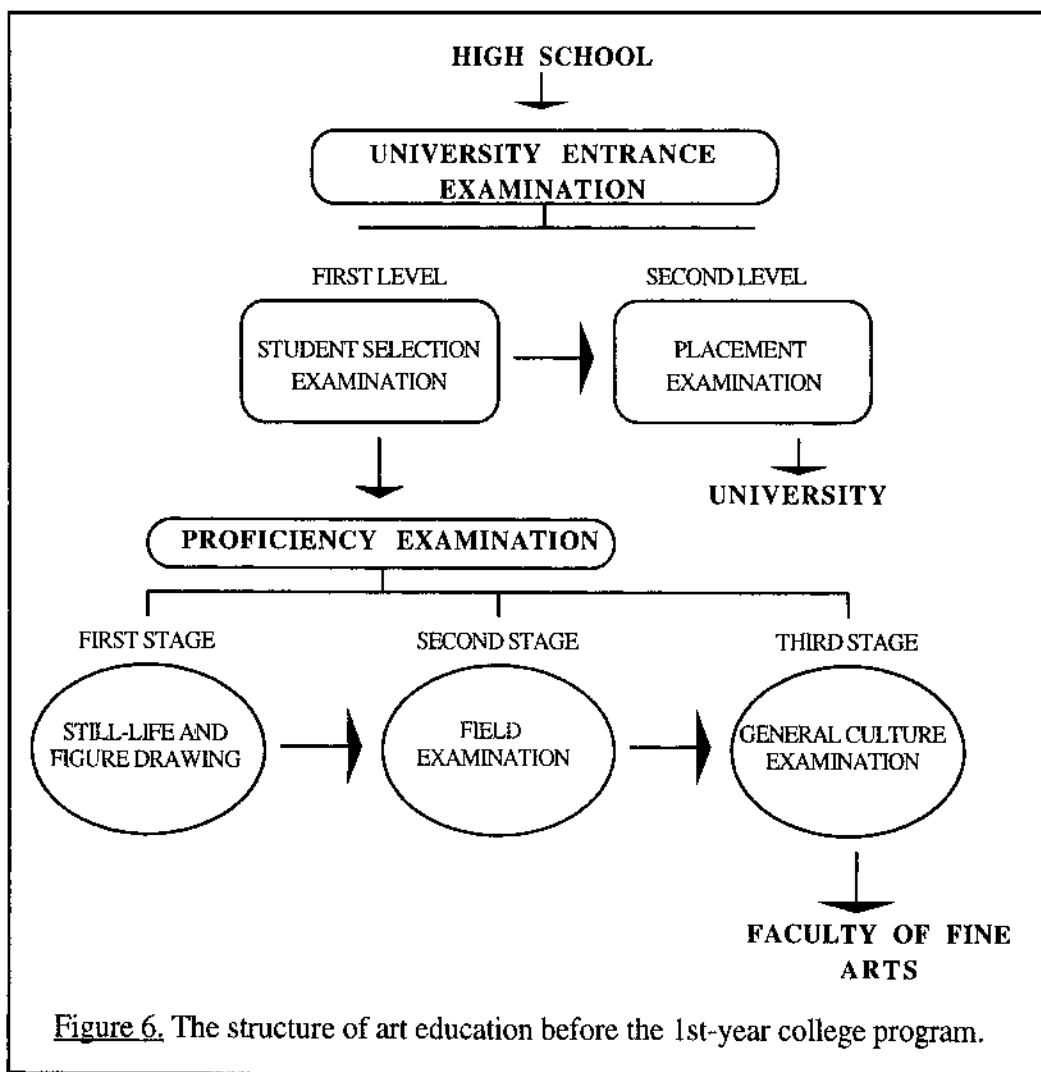 HIGH SCHOOL
UNIVERSITY ENTRANCE
EXAMINATION
FIRST LEVEL
SECOND LEVEL
STUDENT SELECTION
EXAMINATION
PLACEMENT
EXAMINATION
UNIVERSITY
PROFICIENCY EXAMINATION
FIRST STAGE
SECOND STAGE
THIRD STAGE
STILL-LIFE AND
FIGURE DRAWING
FIELD
EXAMINATION
GENERAL CULTURE
EXAMINATION
FACULTY OF FINE
ARTS
Figure 6. The structure of art education before the 1st-year college program.